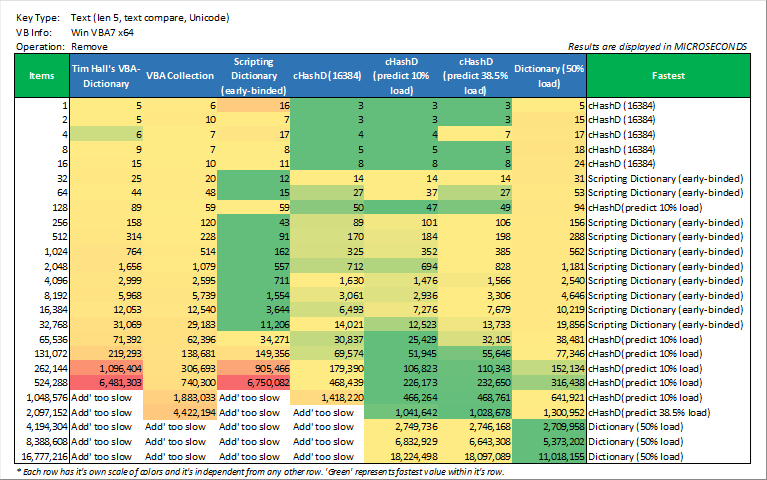 Key Type: Text (len 5, text compare, Unicode)
VB Info: Win VBA7 x64
Operation: Remove
Results are displayed in MICROSECONDS
Items Tim Hall's VBA-Dictionary VBA Collection Scripting Dictionary (early-binded) cHashD (16384) cHashD (predict 10% load) cHashD (predict 38.5% load) Dictionary (50% load) Fastest
1 5 6 16 3 3 3 5 cHashD (16384)
2 5 10 7 3 3 3 15 cHashD (16384)
4 6 7 17 4 4 7 17 cHashD (16384)
8 9 7 8 5 5 5 18 cHashD (16384)
16 15 10 11 8 8 8 24 cHashD (16384)
32 25 20 12 14 14 14 31 Scripting Dictionary (early-binded)
64 44 48 15 27 37 27 53 Scripting Dictionary (early-binded)
128 89 59 59 50 47 49 94 cHashD(predict 10% load)
256 158 120 43 89 101 106 156 Scripting Dictionary (early-binded)
512 314 228 91 170 184 198 288 Scripting Dictionary (early-binded)
1,024 764 514 162 325 352 385 562 Scripting Dictionary (early-binded)
2,048 1,656 1,079 557 712 694 828 1,181 Scripting Dictionary (early-binded)
4,096 2,999 2,595 711 1,630 1,476 1,566 2,540 Scripting Dictionary (early-binded)
8,192 5,968 5,739 1,554 3,061 2,936 3,306 4,646 Scripting Dictionary (early-binded)
16,384 12,053 12,540 3,644 6,493 7,276 7,679 10,219 Scripting Dictionary (early-binded)
32,768 31,069 29,183 11,206 14,021 12,523 13,733 19,856 Scripting Dictionary (early-binded)
65,536 71,392 62,396 34,271 30,837 25,429 32,105 38,481 cHashD(predict 10% load)
131,072 219,293 138,681 149,356 69,574 51,945 55,646 77,346 cHashD(predict 10% load)
262,144 1,096,404 306,693 905,466 179,390 106,823 110,343 152,134 cHashD(predict 10% load)
524,288 6,481,303 740,300 6,750,082 468,439 226,173 232,650 316,438 cHashD(predict 10% load)
1,048,576 Add' too slow 1,883,033 Add' too slow 1,418,220 466,264 468,761 641,921 cHashD(predict 10% load)
2,097,152 Add' too slow 4,422,194 Add' too slow Add' too slow 1,041,642 1,028,678 1,300,952 cHashD(predict 38.5% load)
4,194,304 Add' too slow Add' too slow Add' too slow Add' too slow 2,749,736 2,746,168 2,709,958 Dictionary (50% load)
8,388,608 Add' too slow Add' too slow Add' too slow Add' too slow 6,832,929 6,643,308 5,373,202 Dictionary (50% load)
16,777,216 Add' too slow Add' too slow Add' too slow Add' too slow 18,224,498 18,097,089 11,018,155 Dictionary (50% load)
* Each row has it's own scale of colors and it's independent from any other row. 'Green' represents fastest value within it's row.